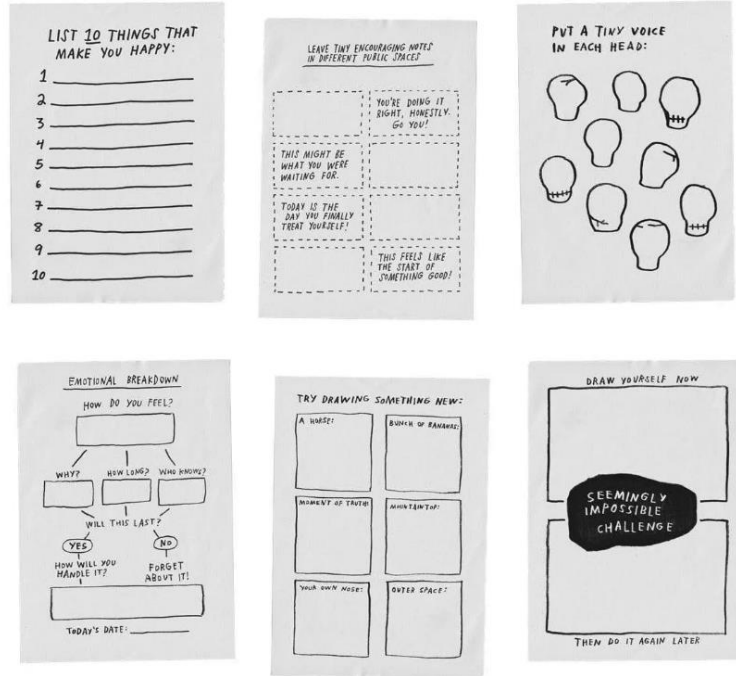 LIST 10 THINGS THAT
MAKE YOU HAPPY:
1
2
3
4
5
6
7
8
9
10
LEAVE TINY ENCOURAGING NOTES
IN DIFFERENT PUBLIC SPACES
YOU'RE DOING IT
RIGHT, HONESTLY.
GO YOU!
THIS MIGHT BE
WHAT YOU WERE
WAITING FOR.
TODAY IS THE
DAY YOU FINALLY
TREAT YOURSELF!
THIS FEELS LIKE
THE START OF
SOMETHING GOOD!
PUT A TINY VOICE
IN EACH HEAD:
EMOTIONAL BREAKDOWN
HOW DO YOU FEEL?
WHY? HOW LONG? WHO KNOWS?
WILL THIS LAST?
YES NO
HOW WILL YOU
HANDLE IT?
FORGET
ABOUT IT!
TODAY'S DATE:
TRY DRAWING SOMETHING NEW:
A HORSE: BUNCH OF BANANAS:
MOMENT OF TRUTH: MOUNTAINTOP:
YOUR OWN NOSE: OUTER SPACE:
DRAW YOURSELF NOW
SEEMINGLY
IMPOSSIBLE
CHALLENGE
THEN DO IT AGAIN LATER